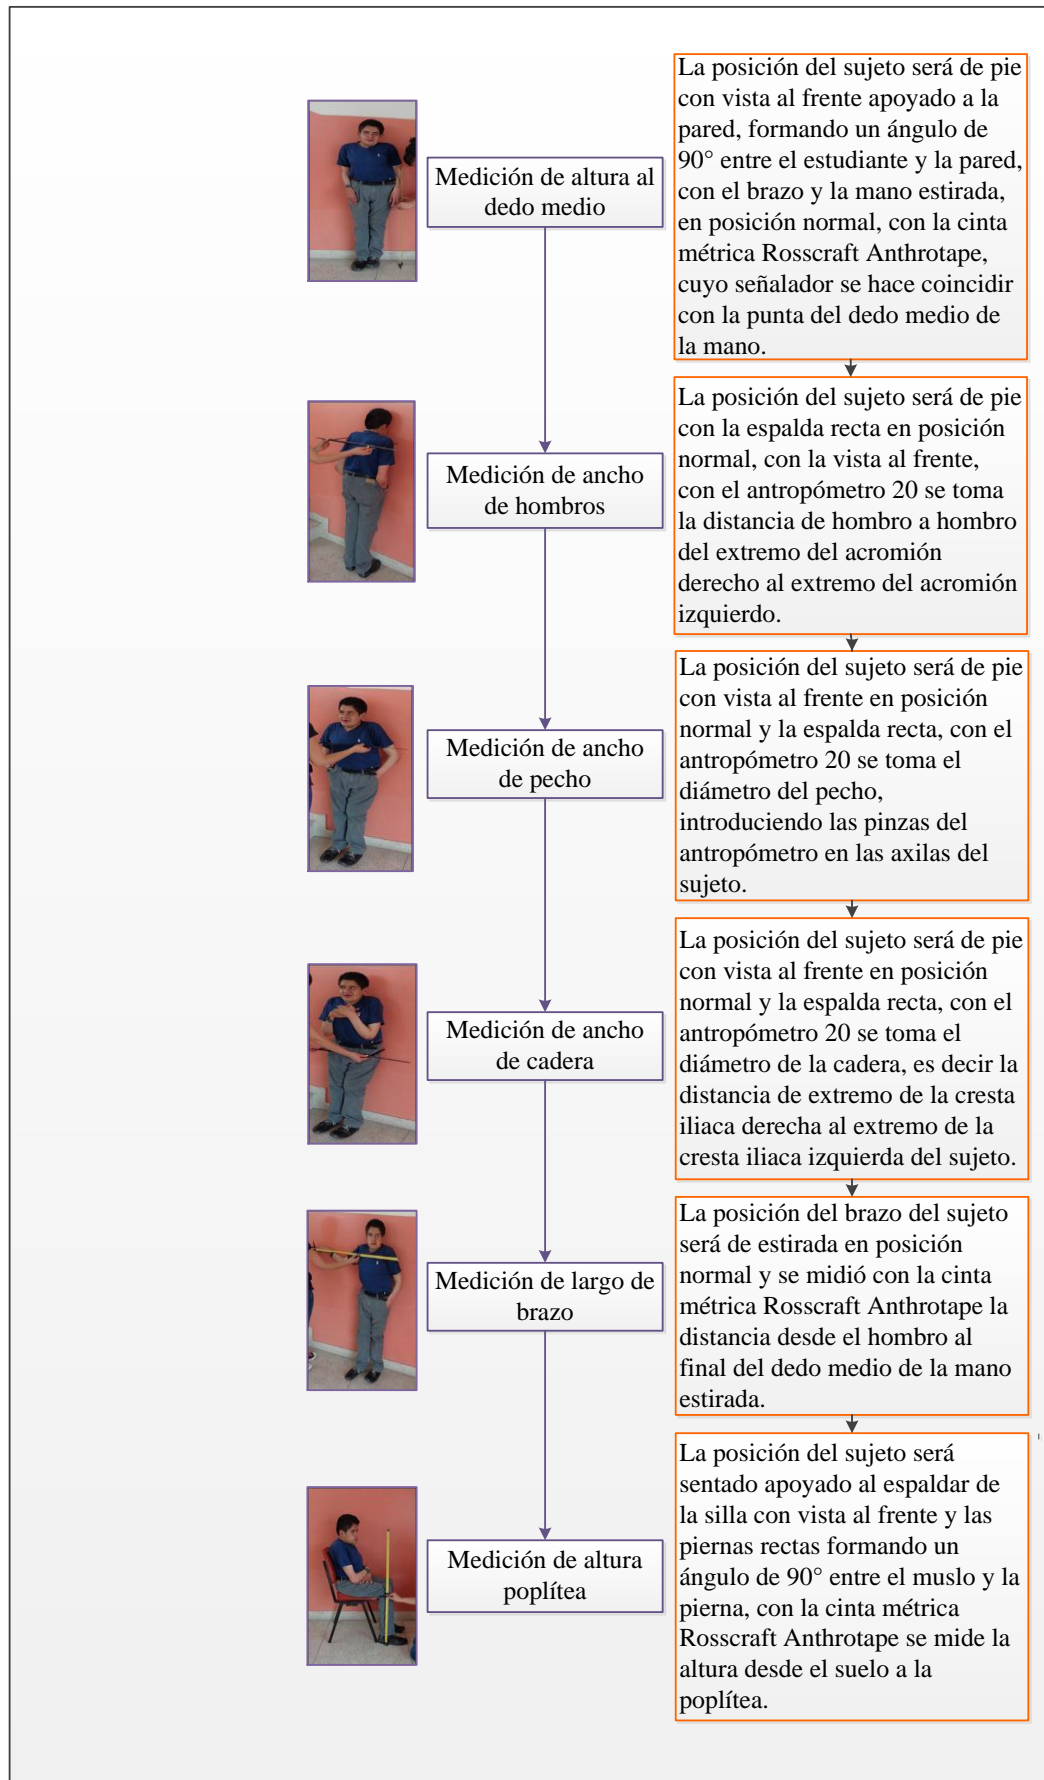 Medición de altura al
dedo medio
La posición del sujeto será de pie
con vista al frente apoyado a la
pared, formando un ángulo de
90° entre el estudiante y la pared,
con el brazo y la mano estirada,
en posición normal, con la cinta
métrica Rosscraft Anthrotape,
cuyo señalador se hace coincidir
con la punta del dedo medio de
la mano.
Medición de ancho
de hombros
La posición del sujeto será de pie
con la espalda recta en posición
normal, con la vista al frente,
con el antropómetro 20 se toma
la distancia de hombro a hombro
del extremo del acromión
derecho al extremo del acromión
izquierdo.
Medición de ancho
de pecho
La posición del sujeto será de pie
con vista al frente en posición
normal y la espalda recta, con el
antropómetro 20 se toma el
diámetro del pecho,
introduciendo las pinzas del
antropómetro en las axilas del
sujeto.
Medición de ancho
de cadera
La posición del sujeto será de pie
con vista al frente en posición
normal y la espalda recta, con el
antropómetro 20 se toma el
diámetro de la cadera, es decir la
distancia de extremo de la cresta
iliaca derecha al extremo de la
cresta iliaca izquierda del sujeto.
Medición de largo de
brazo
La posición del brazo del sujeto
será de estirada en posición
normal y se midió con la cinta
métrica Rosscraft Anthrotape la
distancia desde el hombro al
final del dedo medio de la mano
estirada.
Medición de altura
poplítea
La posición del sujeto será
sentado apoyado al espaldar de
la silla con vista al frente y las
piernas rectas formando un
ángulo de 90° entre el muslo y la
pierna, con la cinta métrica
Rosscraft Anthrotape se mide la
altura desde el suelo a la
poplítea.